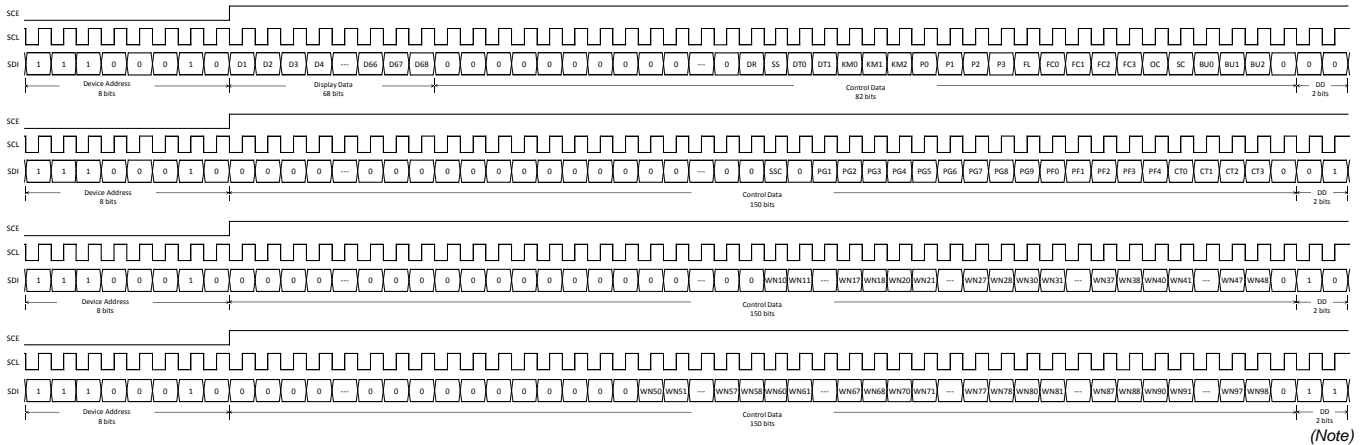 SCE
SCL
SDI 1 1 1 0 0 0 1 0 D1 D2 D3 D4 --- D66 D67 D68 0 0 0 0 0 0 0 0 0 0 --- 0 DR SS DT0 DT1 KM0 KM1 KM2 P0 P1 P2 P3 FL FC0 FC1 FC2 FC3 OC SC BU0 BU1 BU2 0 0 0
Device Address Display Data Control Data DD
8 bits 68 bits 82 bits 2 bits
SCE
SCL
SDI 1 1 1 0 0 0 1 0 0 0 0 0 --- 0 0 0 0 0 0 0 0 0 0 0 0 0 --- 0 0 SSC 0 PG1 PG2 PG3 PG4 PG5 PG6 PG7 PG8 PG9 PF0 PF1 PF2 PF3 PF4 CT0 CT1 CT2 CT3 0 0 1
Device Address Control Data DD
8 bits 150 bits 2 bits
SCE
SCL
SDI 1 1 1 0 0 0 1 0 0 0 0 0 --- 0 0 0 0 0 0 0 0 0 0 0 0 0 --- 0 0 WN10 WN11 --- WN17 WN18 WN20 WN21 --- WN27 WN28 WN30 WN31 --- WN37 WN38 WN40 WN41 --- WN47 WN48 0 1 0
Device Address Control Data DD
8 bits 150 bits 2 bits
SCE
SCL
SDI 1 1 1 0 0 0 1 0 0 0 0 0 --- 0 0 0 0 0 0 0 0 0 0 0 WN50 WN51 --- WN57 WN58 WN60 WN61 --- WN67 WN68 WN70 WN71 --- WN77 WN78 WN80 WN81 --- WN87 WN88 WN90 WN91 --- WN97 WN98 0 1 1
Device Address Control Data DD
8 bits 150 bits 2 bits
(Note)